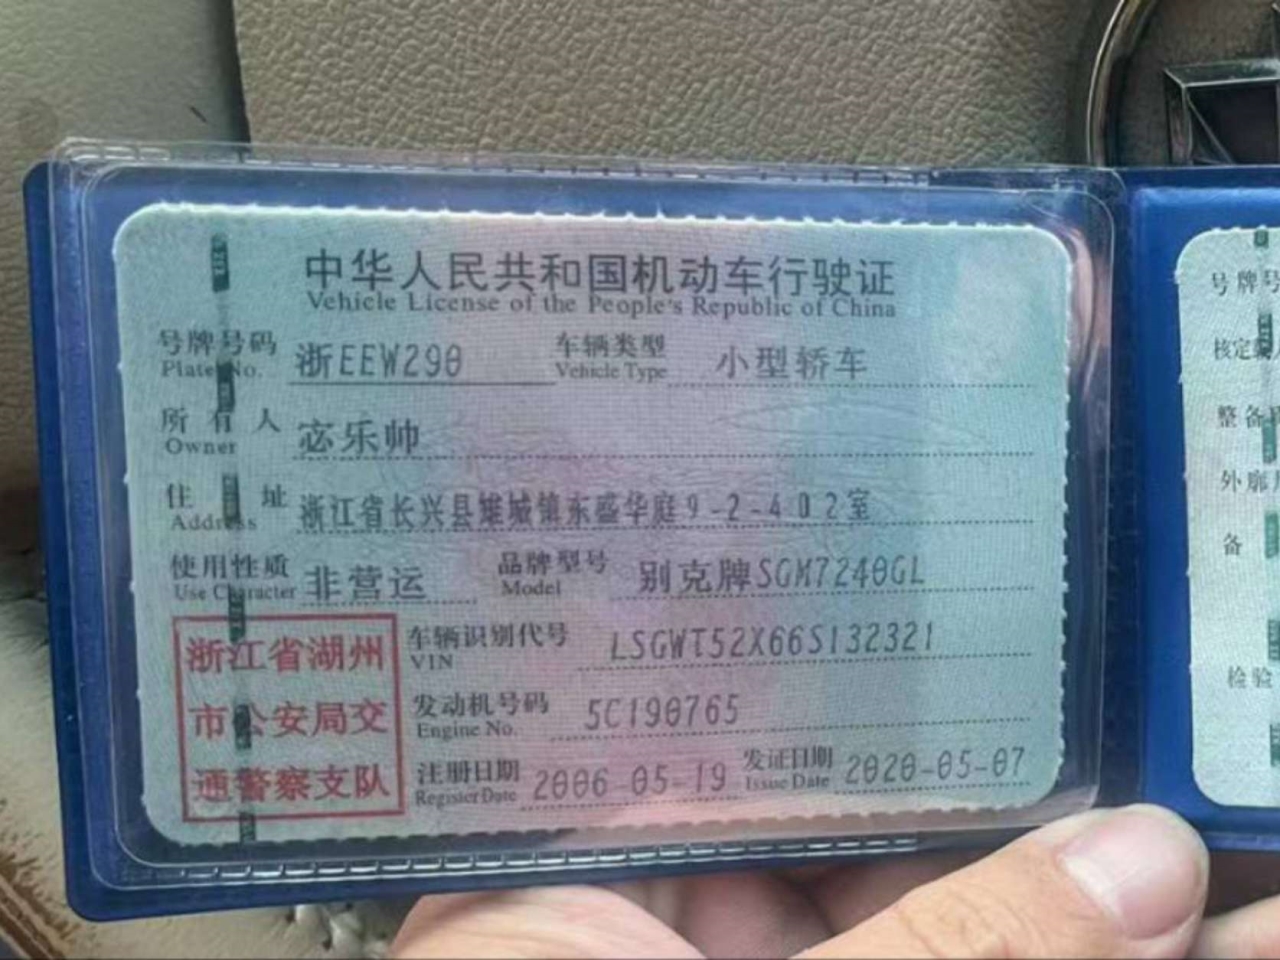 中华人民共和国机动车行驶证
Vehicle License of the People's Republic of China
号牌号码 浙EEW290 车辆类型 小型轿车
Plate No. Vehicle Type
所有人 宓乐帅
Owner
住址 浙江省长兴县雉城镇东盛华庭9-2-402室
Address
使用性质 非营运 品牌型号 别克牌SGM7240GL
Use Character Model
浙江省湖州
市公安局交
通警察支队
车辆识别代号 LSGWT52X66S132321
VIN
发动机号码 5C190765
Engine No.
注册日期 2006-05-19 发证日期 2020-05-07
Register Date Issue Date
号牌号
核定载人
整备
外廓
备
检验